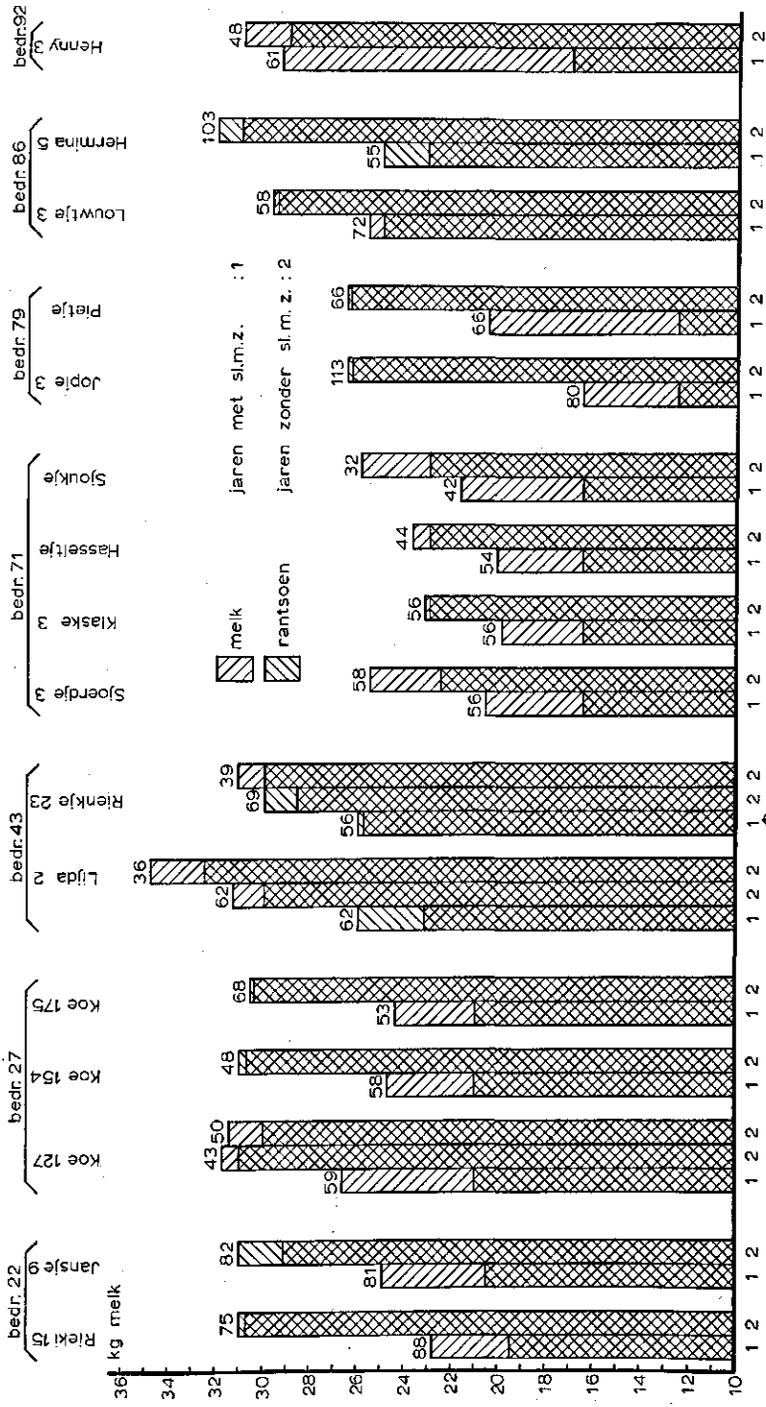 bedr. 22
Rieki 15
Jansje 9
bedr. 27
Koe 127
Koe 154
Koe 175
bedr. 43
Lijda 2
Rienkje 23
bedr. 71
Sjoerdje 3
Klaske 3
Hasseltje
Sjoukje
bedr. 79
Jopie 3
Pietje
bedr. 86
Louwtje 3
Hermina 5
bedr. 92
Henny 3
kg melk
36
34
32
30
28
26
24
22
20
18
16
14
12
10
melk
rantsoen
jaren met sl.m.z. : 1
jaren zonder sl.m.z. : 2
88 75
81 82
59 43 50
58 48
53 68
62 62 36
56 69 39
56 58
56 56
54 44
42 32
80 113
66 66
72 58
55 103
61 48
1 2
1 2
1 2 2
1 2
1 2
1 2 2
1 2 2
1 2
1 2
1 2
1 2
1 2
1 2
1 2
1 2
1 2